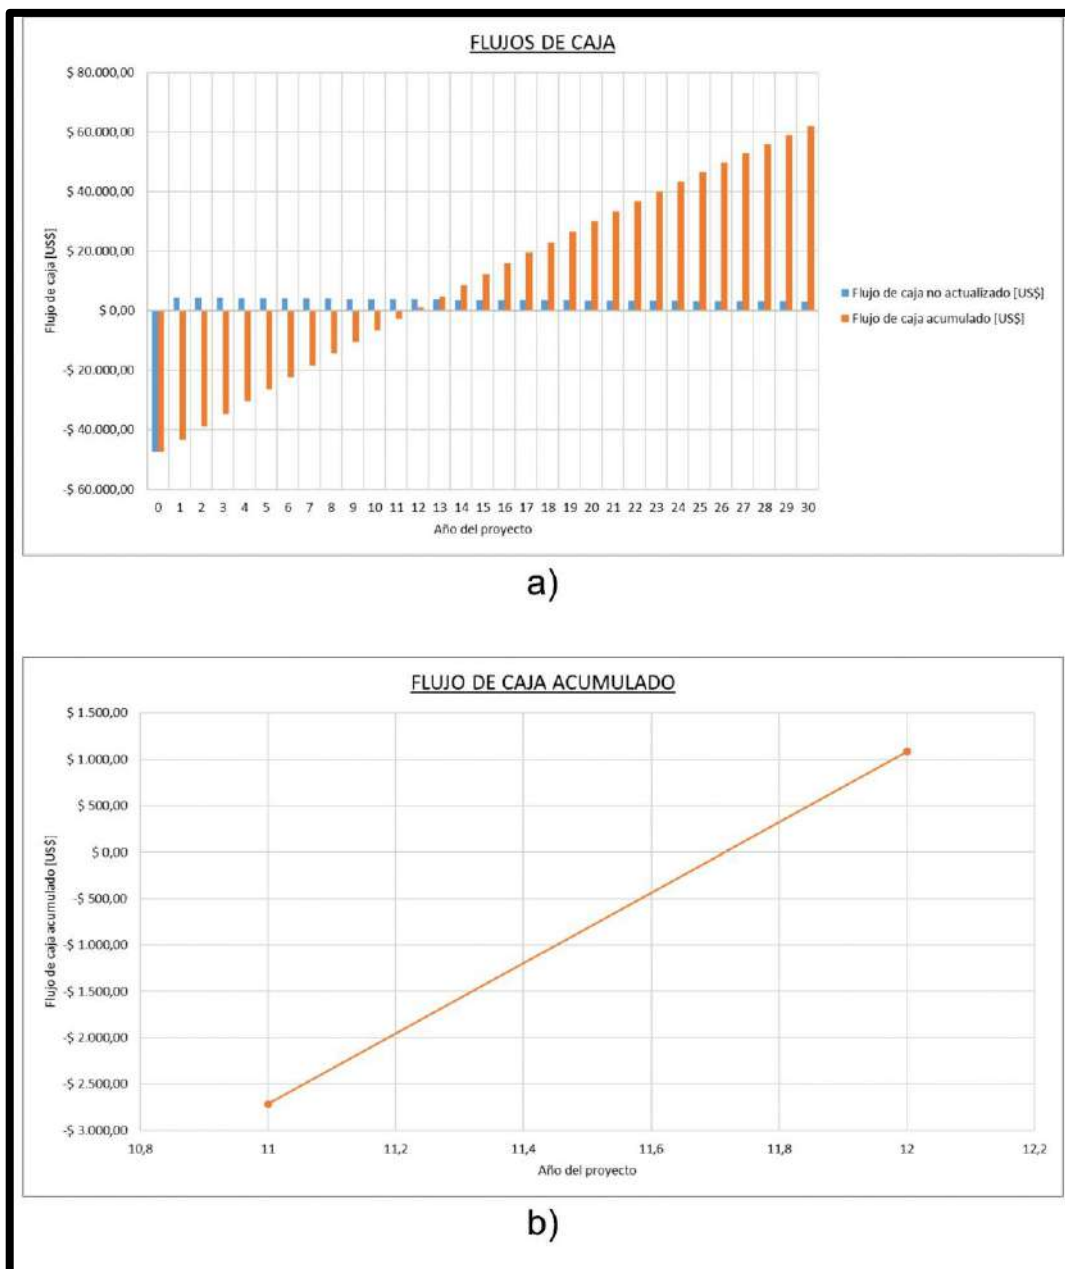 FLUJOS DE CAJA
$ 80.000,00
$ 60.000,00
$ 40.000,00
$ 20.000,00
$ 0,00
-$ 20.000,00
-$ 40.000,00
-$ 60.000,00
Flujo de caja [US$]
0 1 2 3 4 5 6 7 8 9 10 11 12 13 14 15 16 17 18 19 20 21 22 23 24 25 26 27 28 29 30
Año del proyecto
Flujo de caja no actualizado [US$]
Flujo de caja acumulado [US$]
a)
FLUJO DE CAJA ACUMULADO
$ 1.500,00
$ 1.000,00
$ 500,00
$ 0,00
-$ 500,00
-$ 1.000,00
-$ 1.500,00
-$ 2.000,00
-$ 2.500,00
-$ 3.000,00
Flujo de caja acumulado [US$]
10,8 11 11,2 11,4 11,6 11,8 12 12,2
Año del proyecto
b)